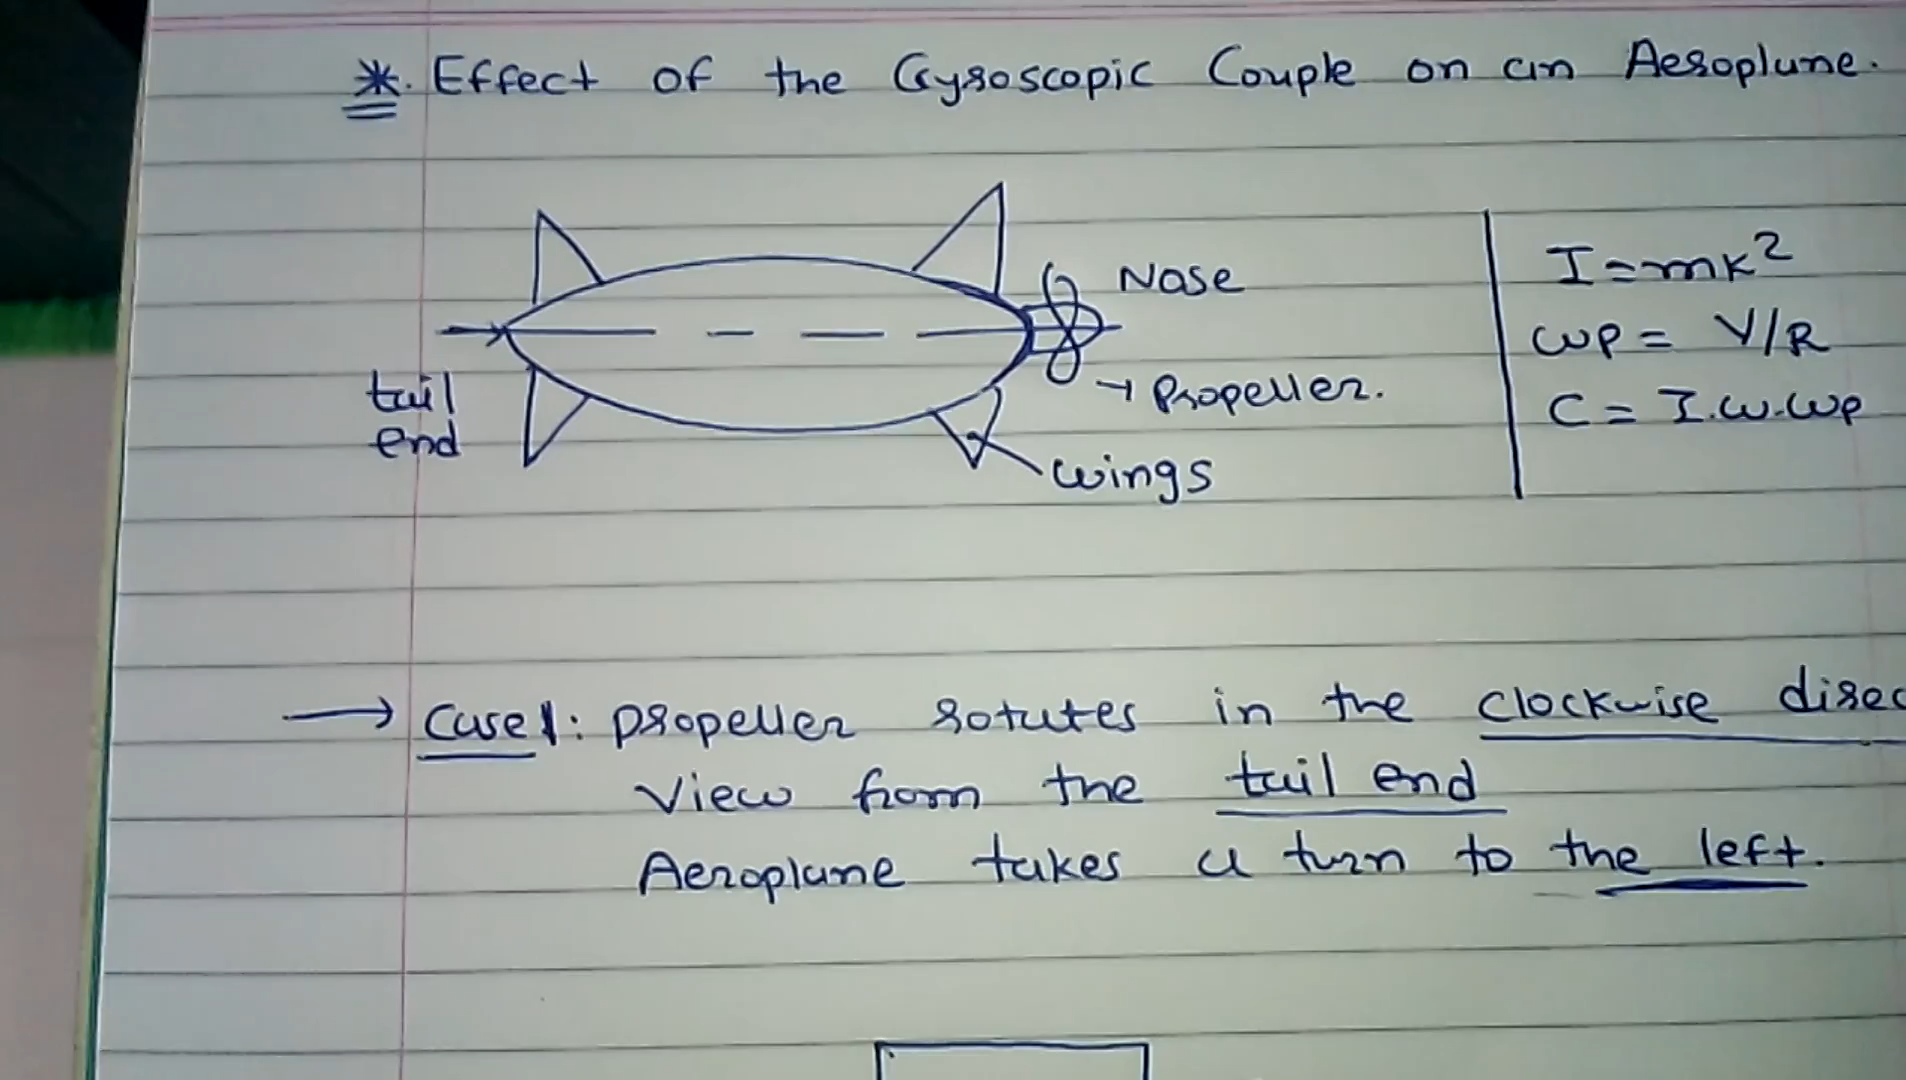 *. Effect of the Gyroscopic Couple on an Aeroplane.
Nose
I = mk²
ωp = V/R
C = I.ω.ωp
tail
end
→ Propeller.
wings
→ Case 1: propeller rotates in the clockwise direc
View from the tail end
Aeroplane takes a turn to the left.